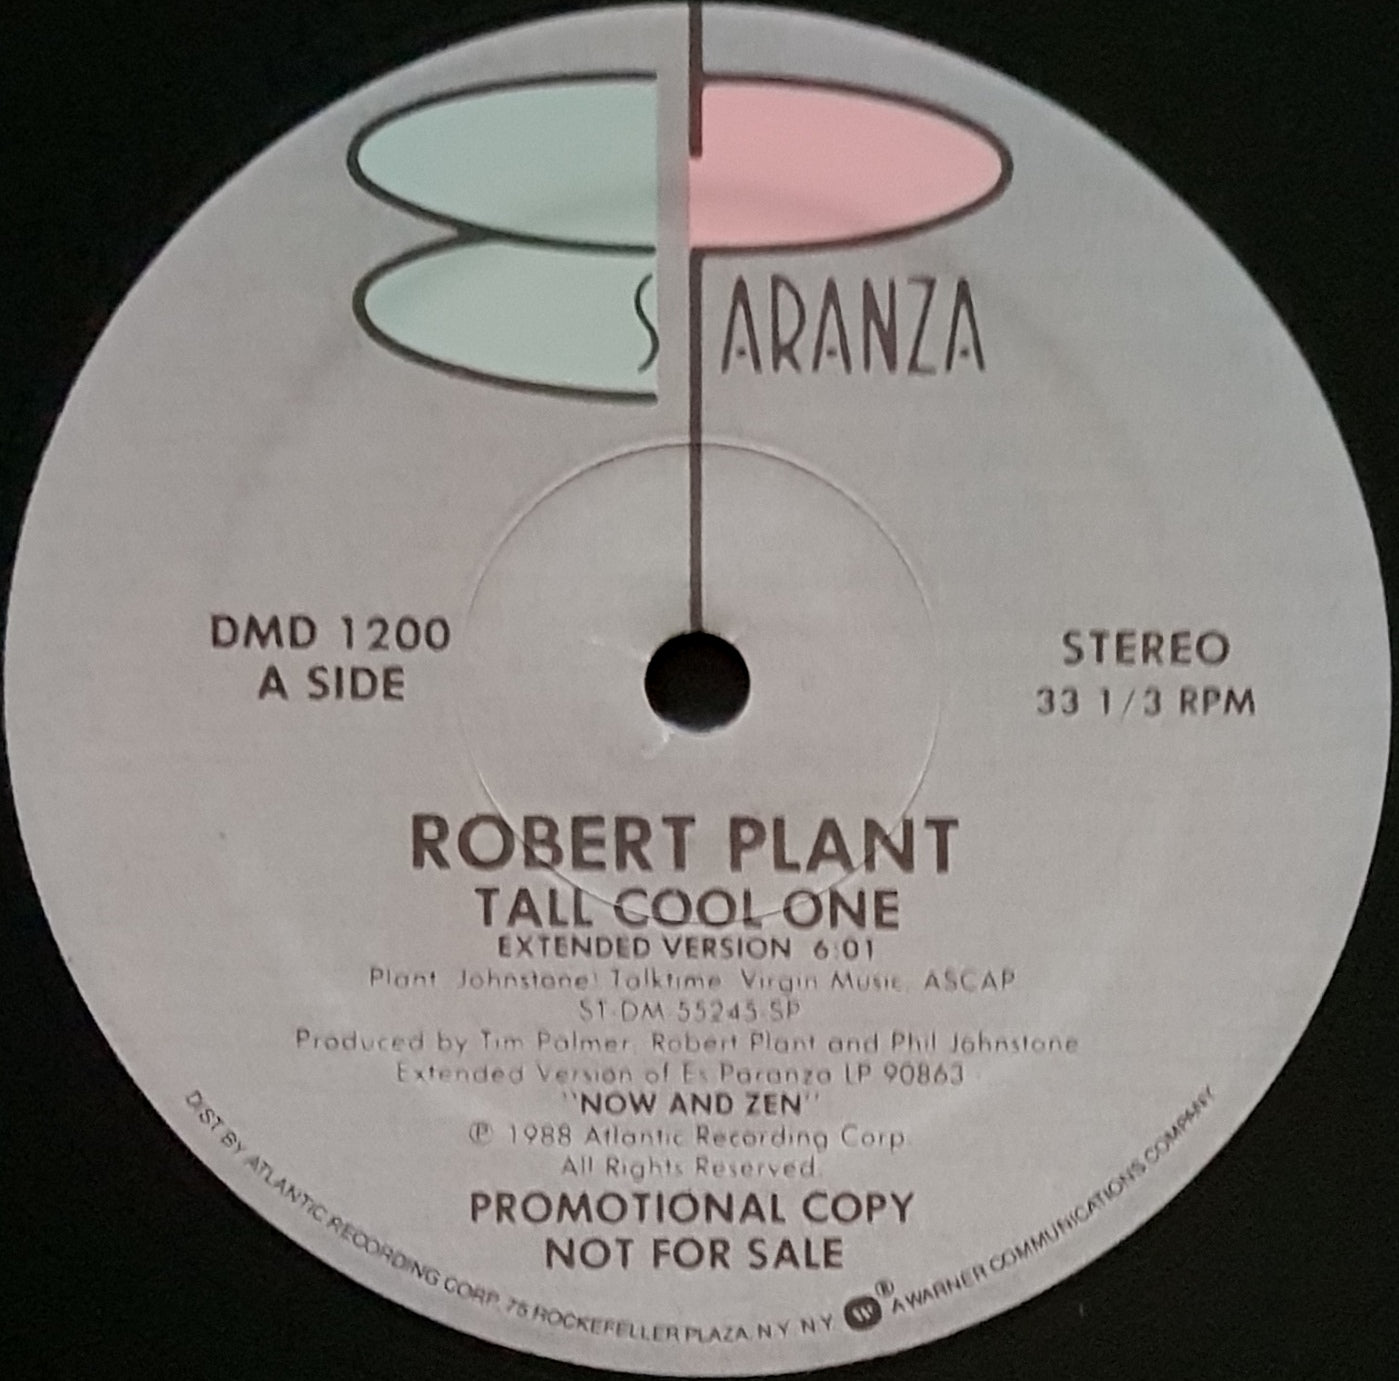 ES PARANZA
DMD 1200
A SIDE
STEREO
33 1/3 RPM
ROBERT PLANT
TALL COOL ONE
EXTENDED VERSION 6:01
Plant, Johnstone/ Talktime, Virgin Music, ASCAP
ST-DM-55245-SP
Produced by Tim Palmer, Robert Plant and Phil Johnstone
Extended Version of Es Paranza LP 90863
"NOW AND ZEN"
℗ 1988 Atlantic Recording Corp.
All Rights Reserved.
PROMOTIONAL COPY
NOT FOR SALE
DIST BY ATLANTIC RECORDING CORP. 75 ROCKEFELLER PLAZA N.Y. N.Y. W ® A WARNER COMMUNICATIONS COMPANY